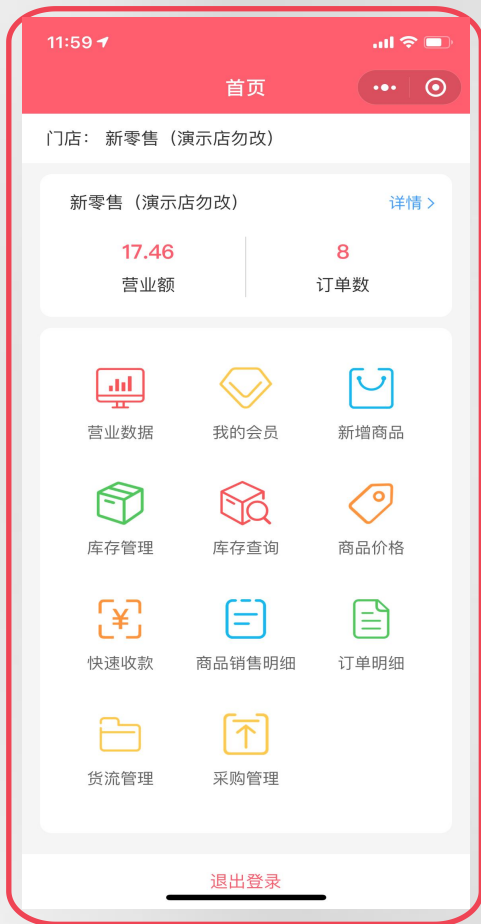 11:59
首页
门店： 新零售（演示店勿改）
新零售（演示店勿改） 详情 >
17.46 8
营业额 订单数
营业数据 我的会员 新增商品
库存管理 库存查询 商品价格
¥
快速收款 商品销售明细 订单明细
货流管理 采购管理
退出登录